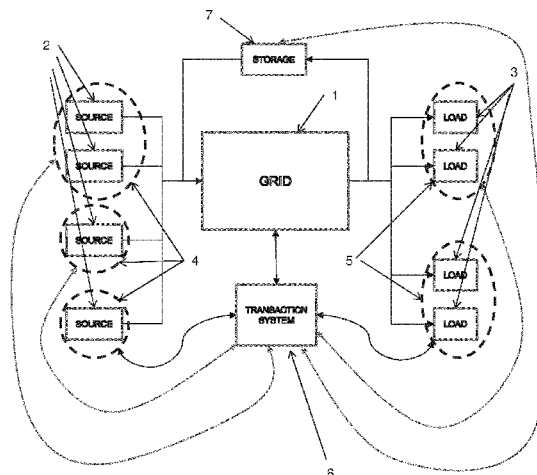 7
2
STORAGE
3
1
SOURCE
LOAD
SOURCE
GRID
LOAD
SOURCE
4
5
LOAD
SOURCE
TRANSACTION
SYSTEM
LOAD
6